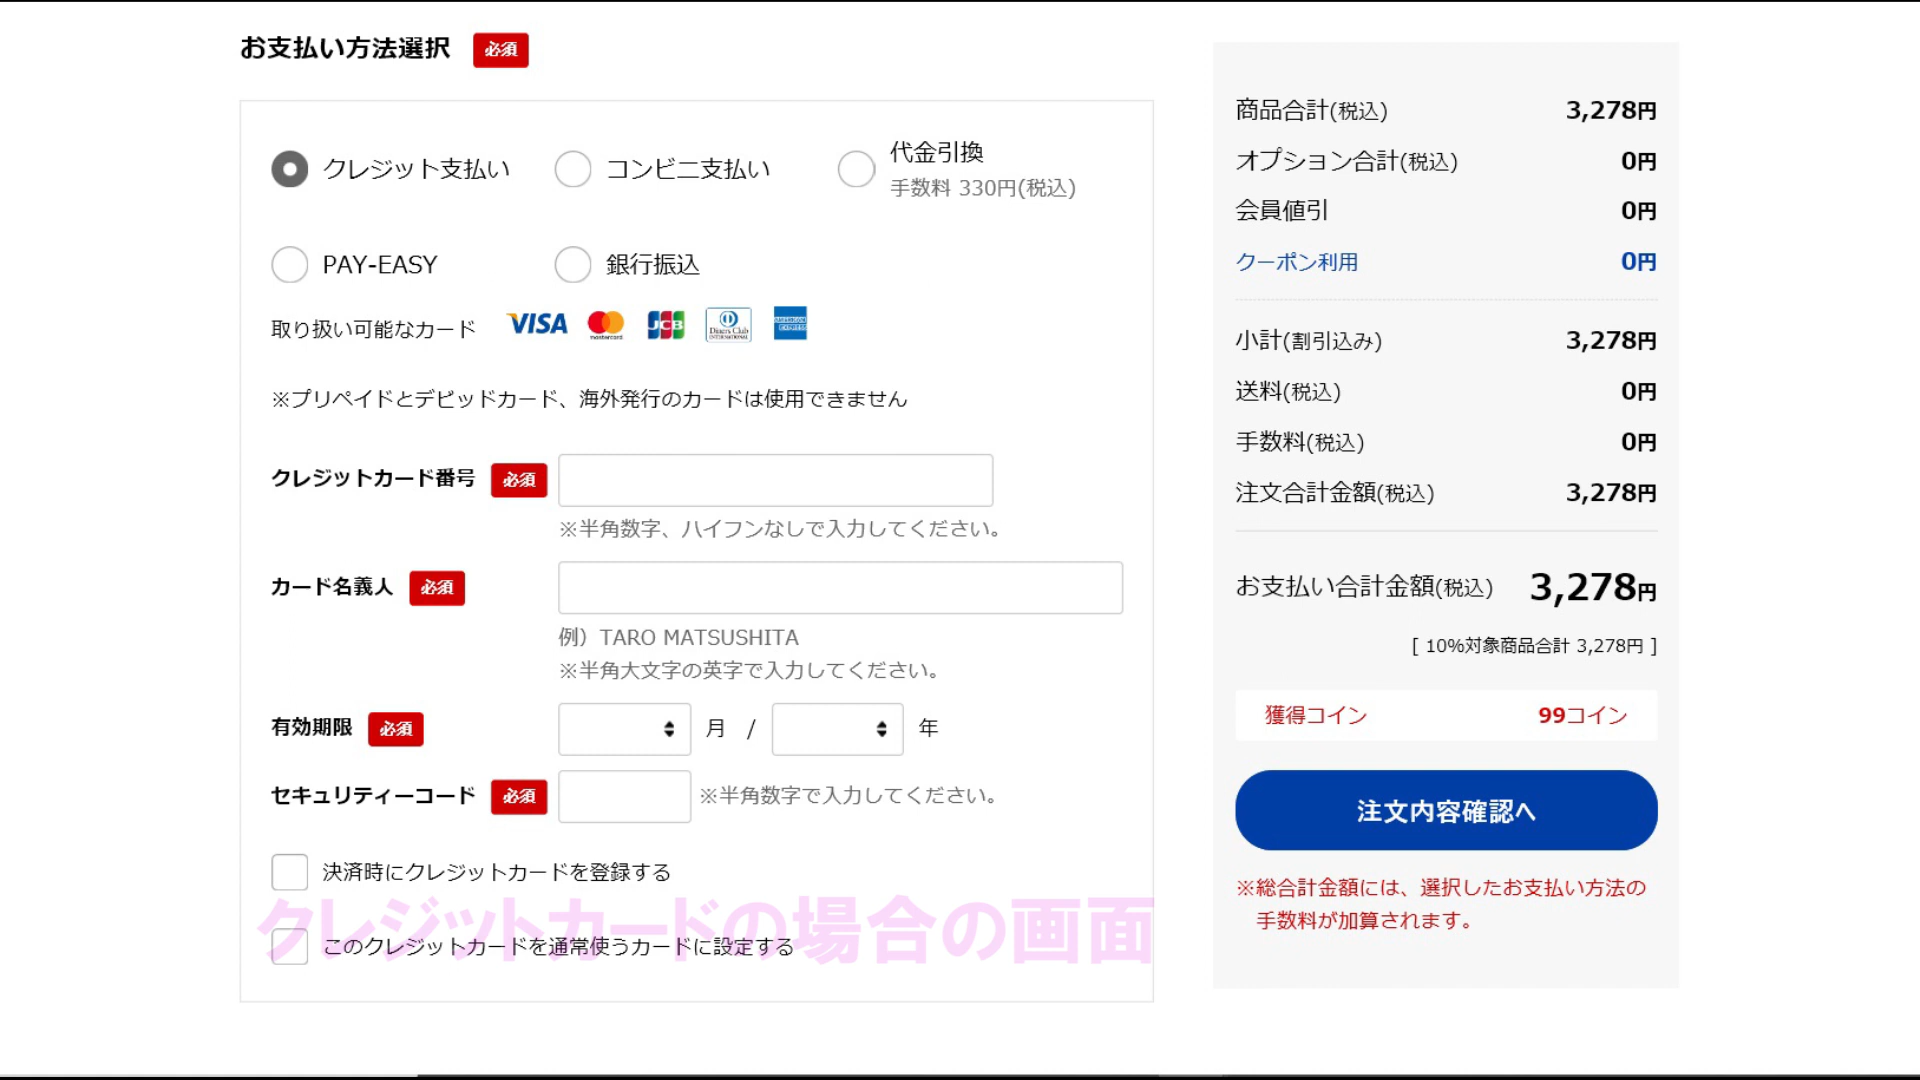 お支払い方法選択 必須
クレジット支払い コンビニ支払い 代金引換
手数料 330円(税込)
PAY-EASY 銀行振込
取り扱い可能なカード VISA mastercard JCB Diners Club INTERNATIONAL AMERICAN EXPRESS
※プリペイドとデビッドカード、海外発行のカードは使用できません
クレジットカード番号 必須
※半角数字、ハイフンなしで入力してください。
カード名義人 必須
例）TARO MATSUSHITA
※半角大文字の英字で入力してください。
有効期限 必須 月 / 年
セキュリティーコード 必須 ※半角数字で入力してください。
決済時にクレジットカードを登録する
クレジットカードの場合の画面
このクレジットカードを通常使うカードに設定する
商品合計(税込) 3,278円
オプション合計(税込) 0円
会員値引 0円
クーポン利用 0円
小計(割引込み) 3,278円
送料(税込) 0円
手数料(税込) 0円
注文合計金額(税込) 3,278円
お支払い合計金額(税込) 3,278円
[ 10%対象商品合計 3,278円 ]
獲得コイン 99コイン
注文内容確認へ
※総合計金額には、選択したお支払い方法の
手数料が加算されます。